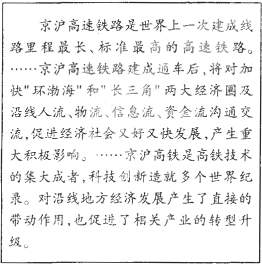 京沪高速铁路是世界上一次建成线
路里程最长、标准最高的高速铁路。
……京沪高速铁路建成通车后，将对加
快"环渤海"和"长三角"两大经济圈及
沿线人流、物流、信息流、资金流沟通交
流，促进经济社会又好又快发展，产生重
大积极影响。……京沪高铁是高铁技术
的集大成者，科技创新造就多个世界纪
录。对沿线地方经济发展产生了直接的
带动作用，也促进了相关产业的转型升
级。